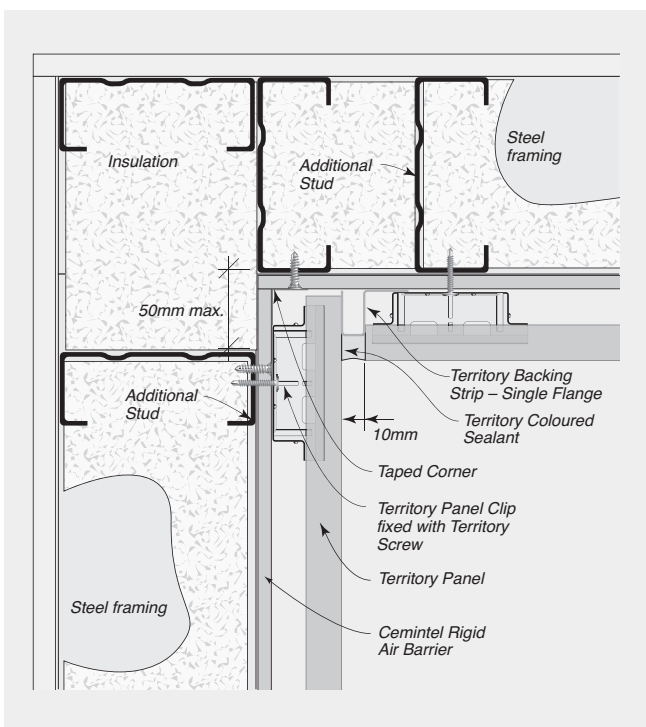 Insulation
Additional
Stud
Steel
framing
50mm max.
Additional
Stud
Territory Backing
Strip – Single Flange
Territory Coloured
Sealant
10mm
Taped Corner
Territory Panel Clip
fixed with Territory
Screw
Territory Panel
Steel framing
Cemintel Rigid
Air Barrier